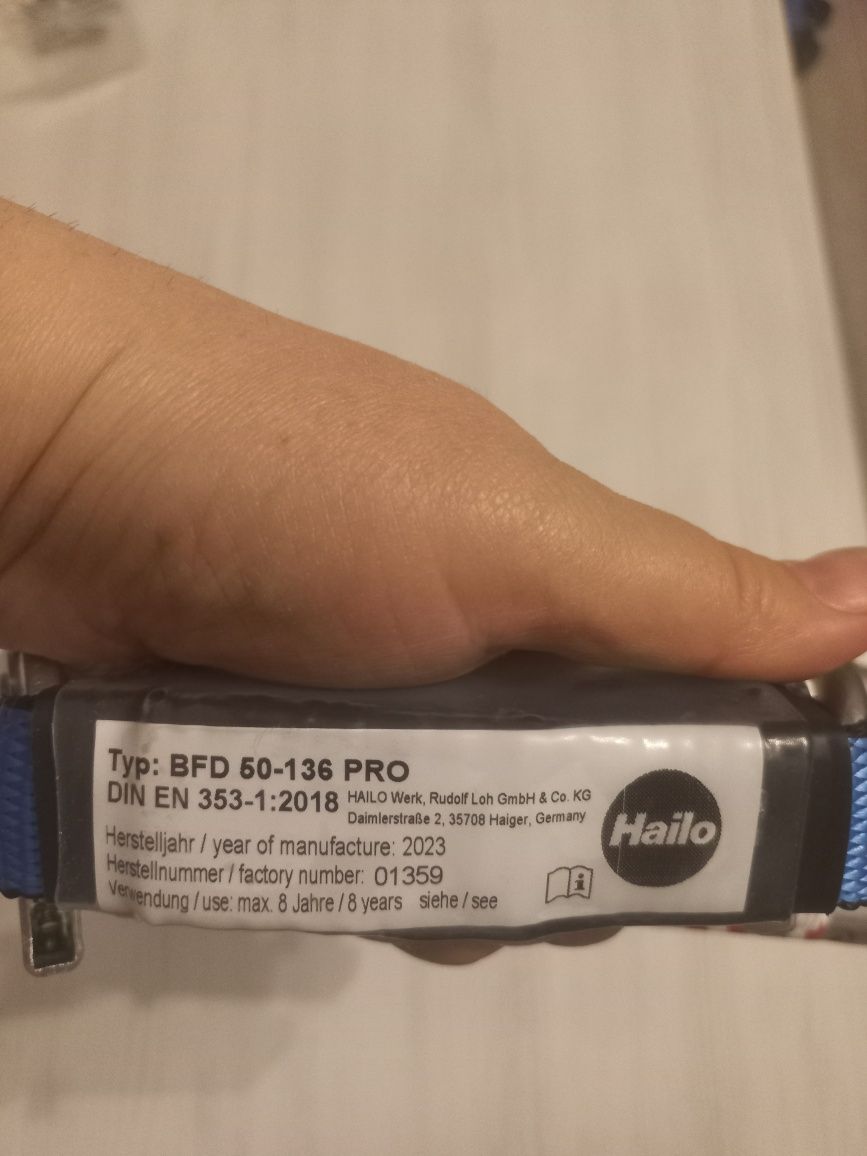 Typ: BFD 50-136 PRO
DIN EN 353-1:2018
HAILO Werk, Rudolf Loh GmbH & Co. KG
Daimlerstraße 2, 35708 Haiger, Germany
Herstelljahr / year of manufacture: 2023
Herstellnummer / factory number: 01359
Verwendung / use: max. 8 Jahre / 8 years siehe / see
i
Hailo